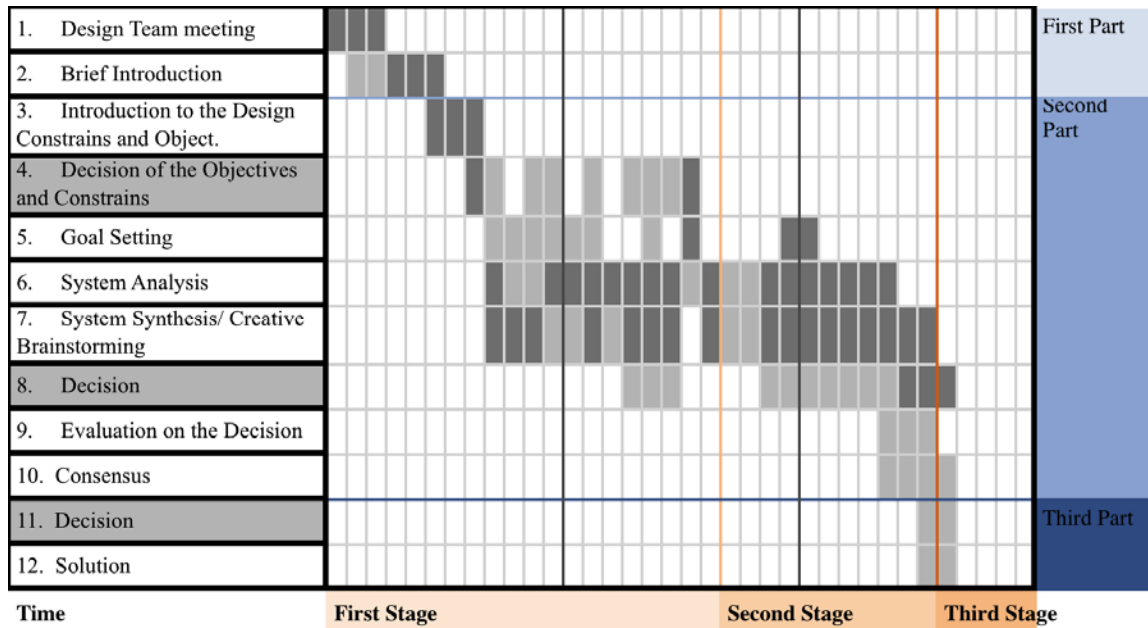 1. Design Team meeting
First Part
2. Brief Introduction
3. Introduction to the Design
Constrains and Object.
Second
Part
4. Decision of the Objectives
and Constrains
5. Goal Setting
6. System Analysis
7. System Synthesis/ Creative
Brainstorming
8. Decision
9. Evaluation on the Decision
10. Consensus
11. Decision
Third Part
12. Solution
Time
First Stage
Second Stage
Third Stage